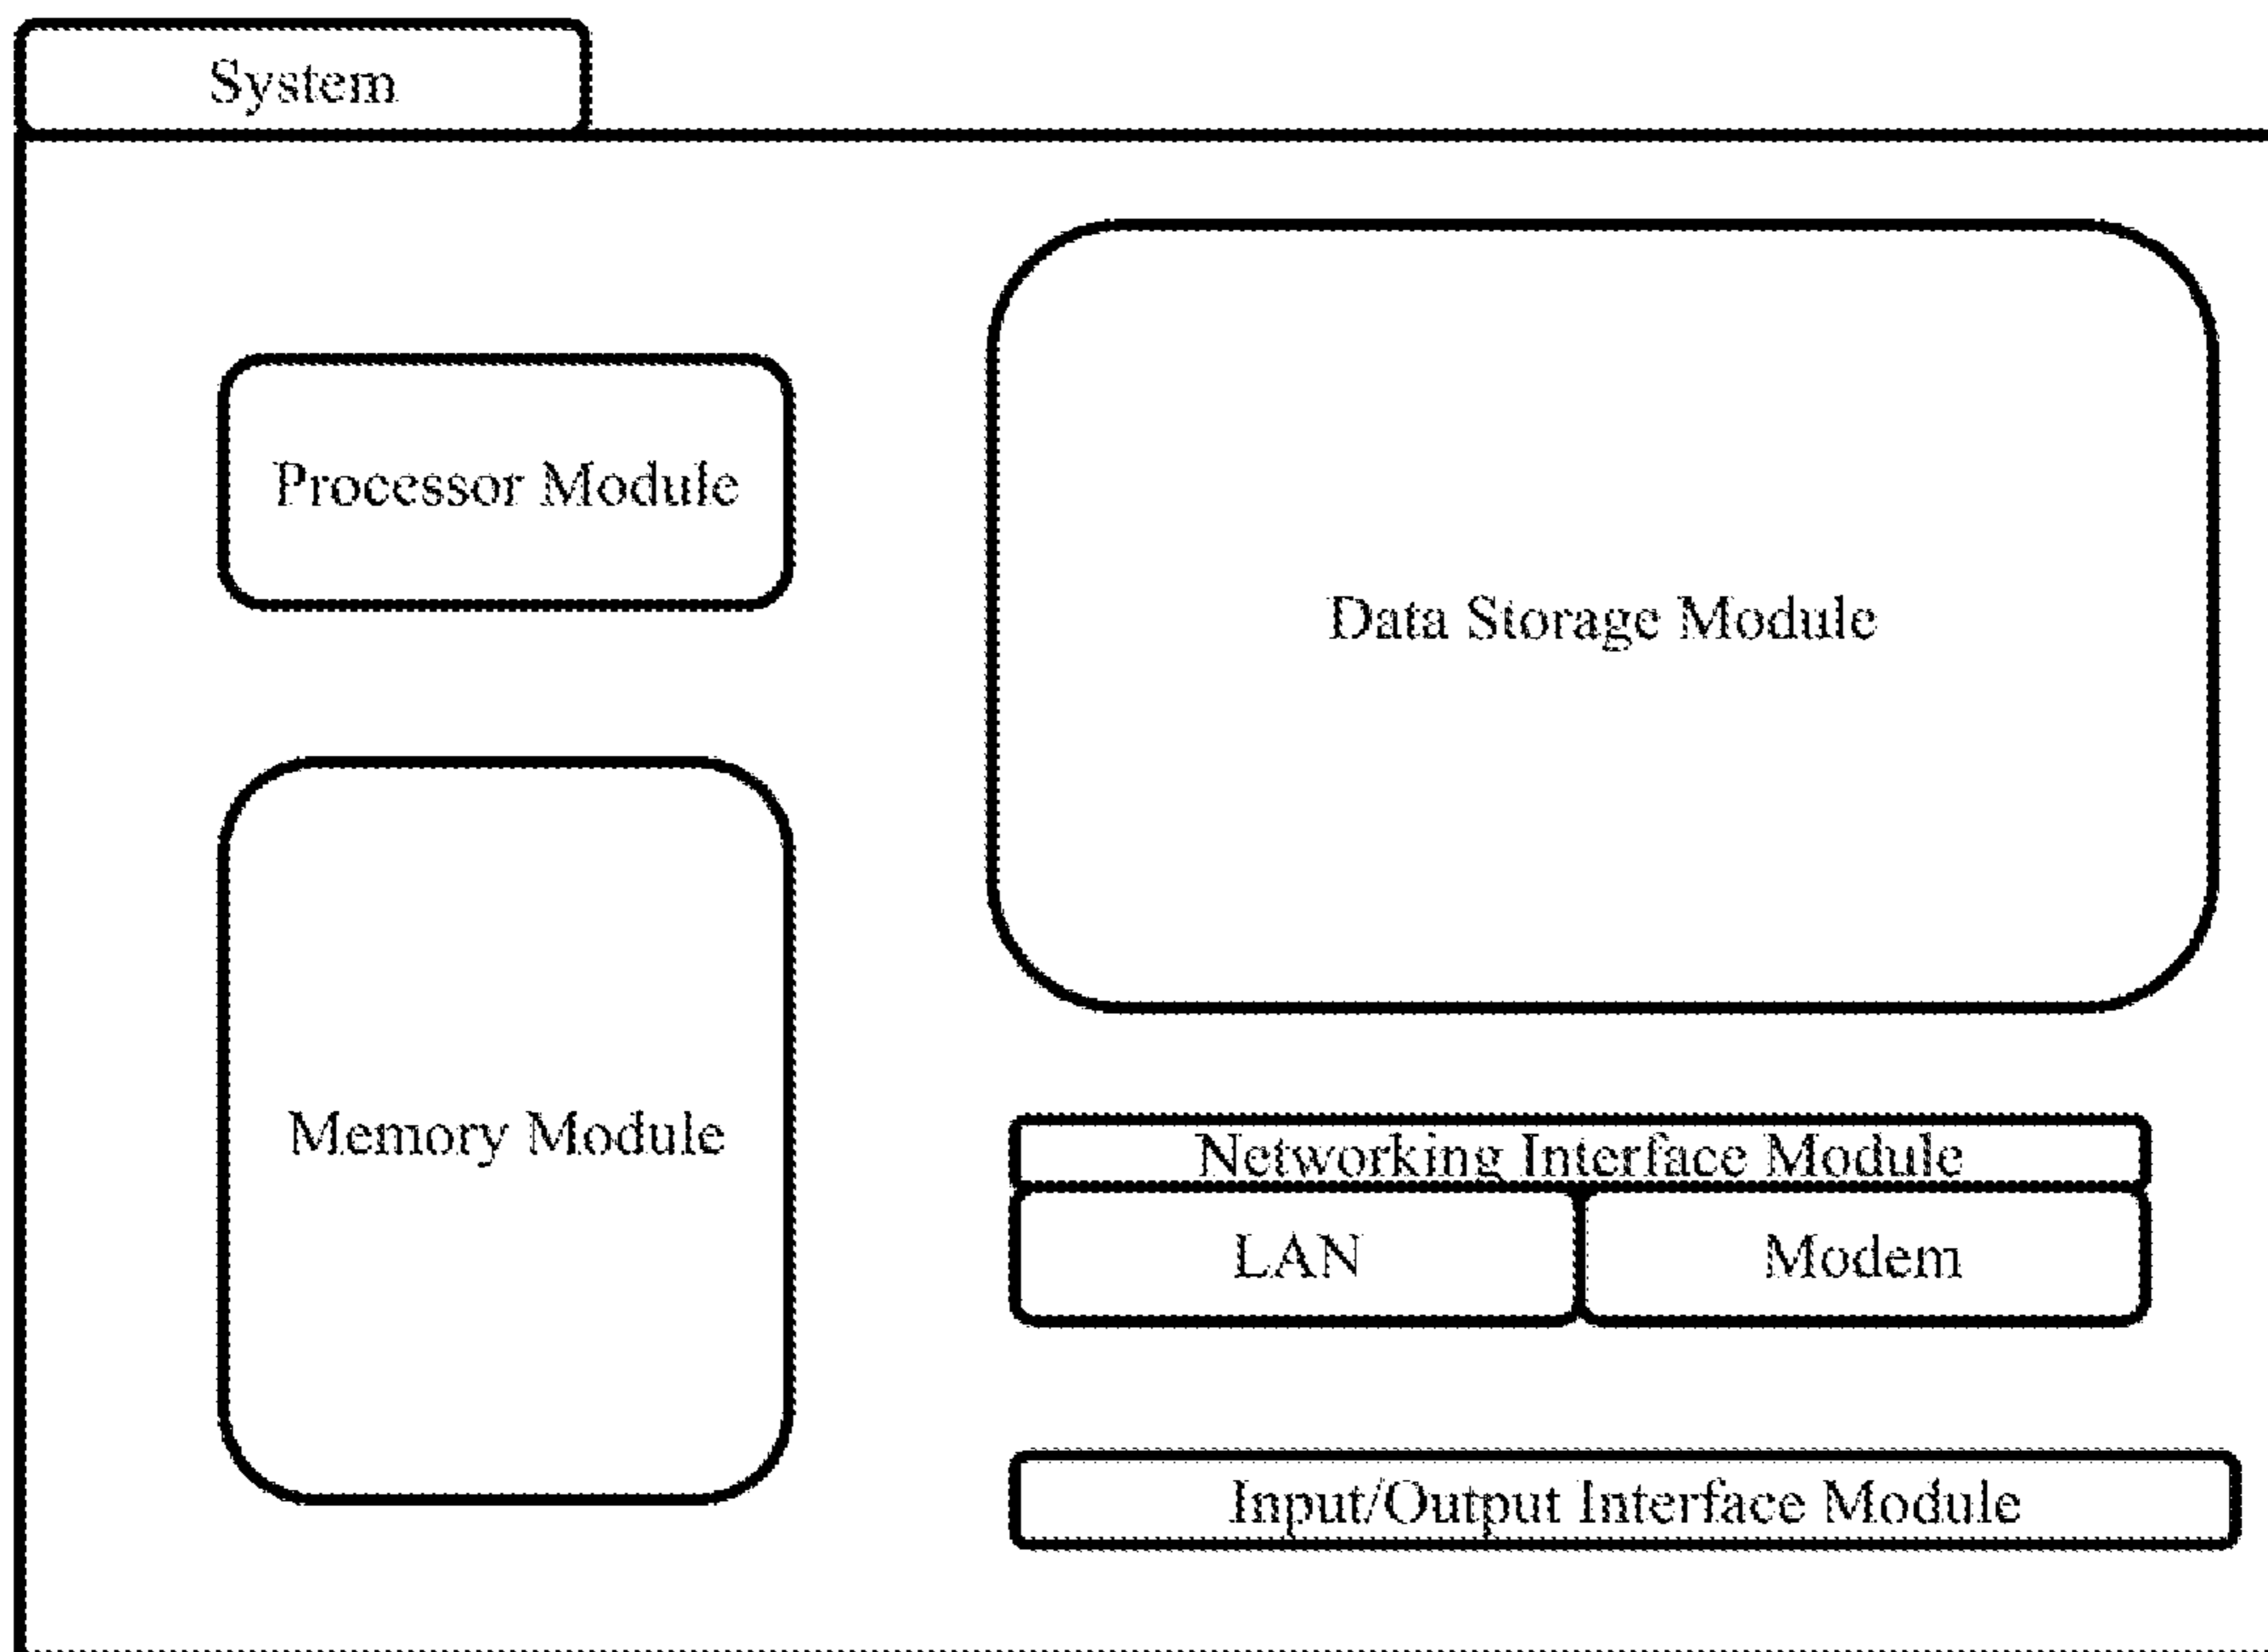 System
Processor Module
Data Storage Module
Memory Module
Networking Interface Module
LAN
Modem
Input/Output Interface Module